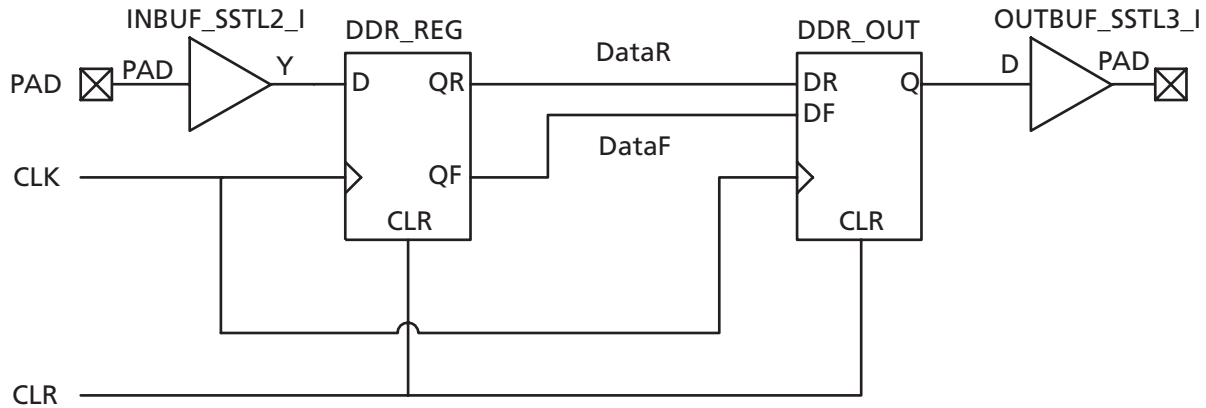 INBUF_SSTL2_I
OUTBUF_SSTL3_I
DDR_REG
DDR_OUT
DataR
PAD
PAD
Y
D
QR
DR
Q
D
PAD
DF
DataF
CLK
QF
CLR
CLR
CLR